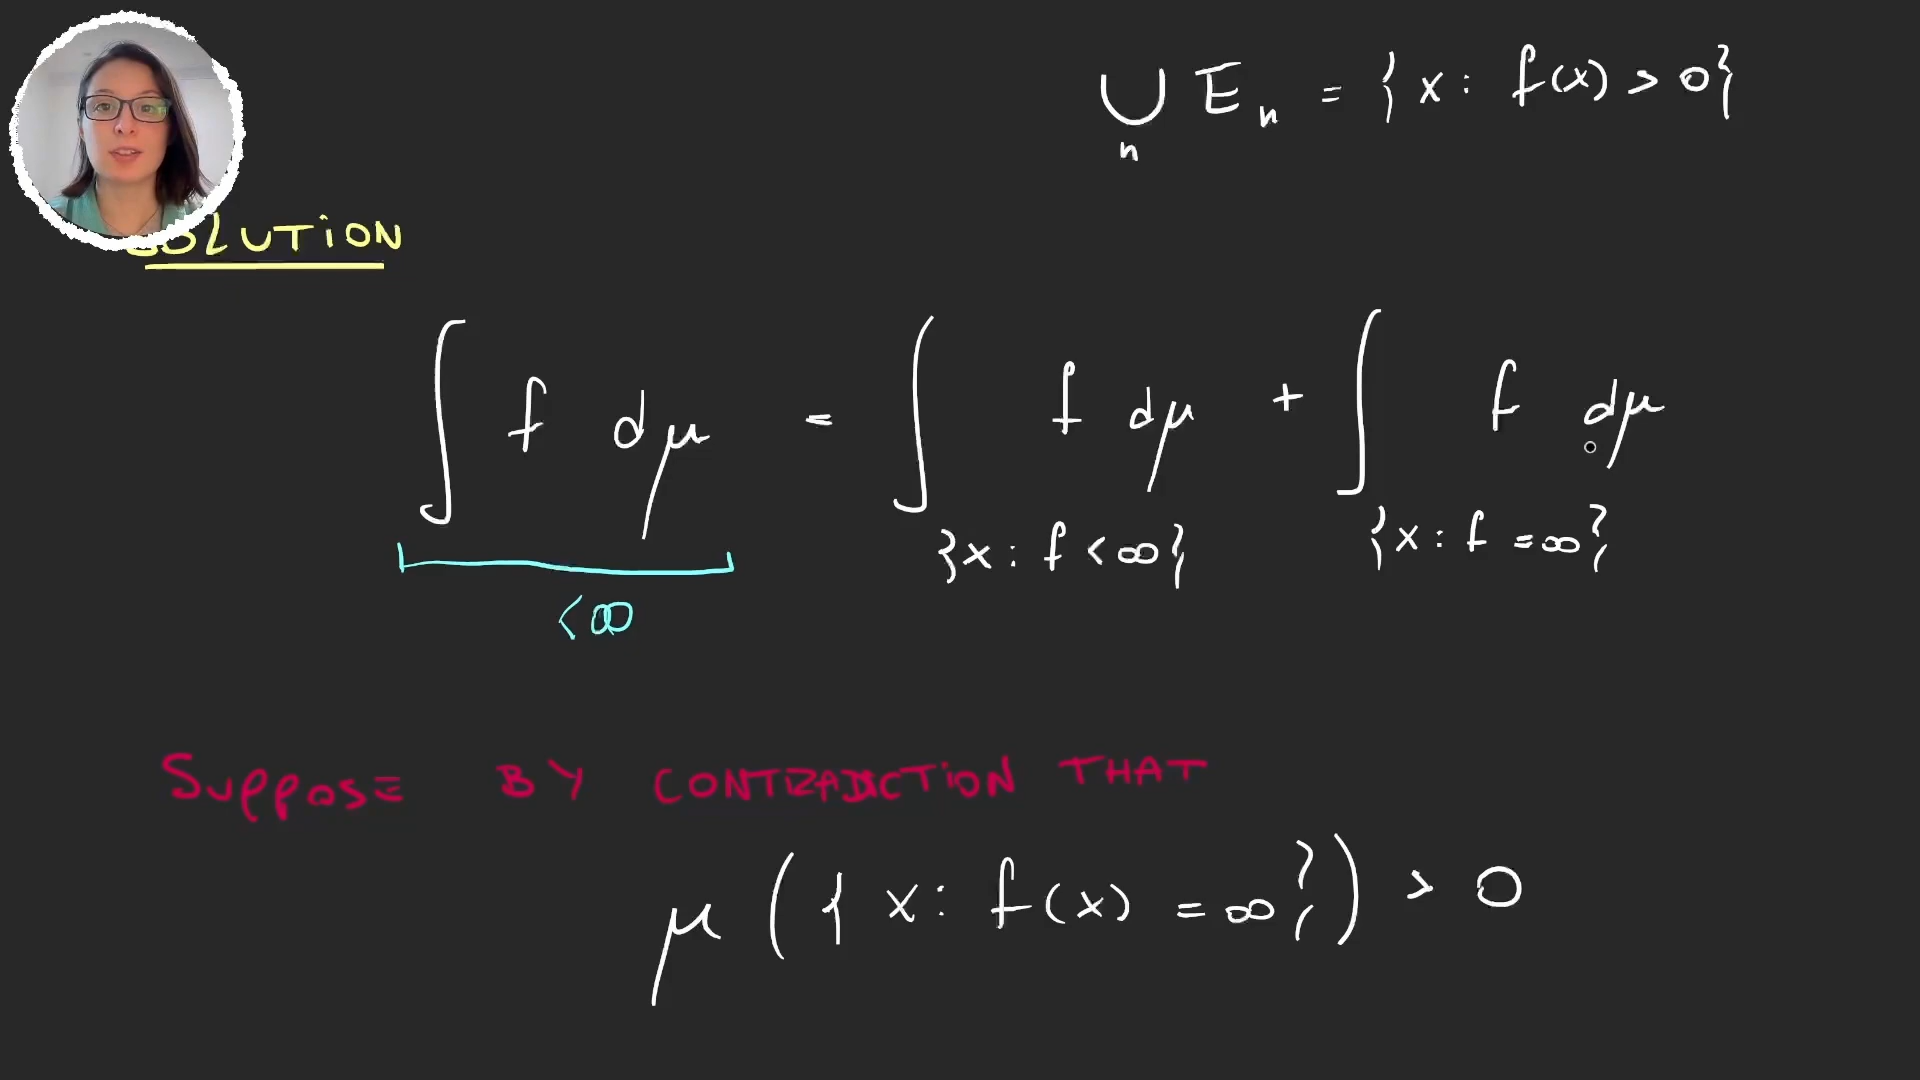 ⋃ₙ Eₙ = {x : f(x) > 0}
SOLUTION
∫ f dμ = ∫ f dμ + ∫ f dμ
{x : f < ∞} {x : f = ∞}
< ∞
SUPPOSE BY CONTRADICTION THAT
μ ( { x : f(x) = ∞ } ) > 0